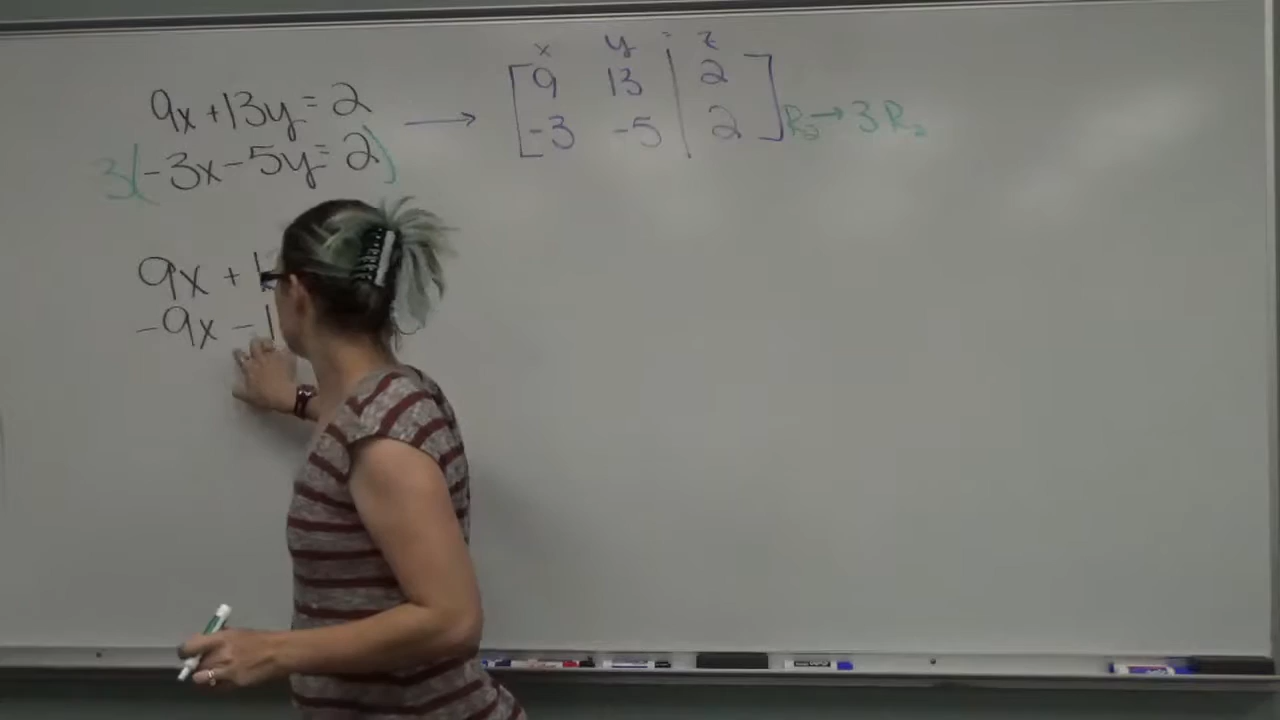 9x + 13y = 2
3(-3x - 5y = 2)
9x + 1
-9x - 1
→
x y = z
[ 9 13 | 2 ]
[ -3 -5 | 2 ] R₂ → 3R₂